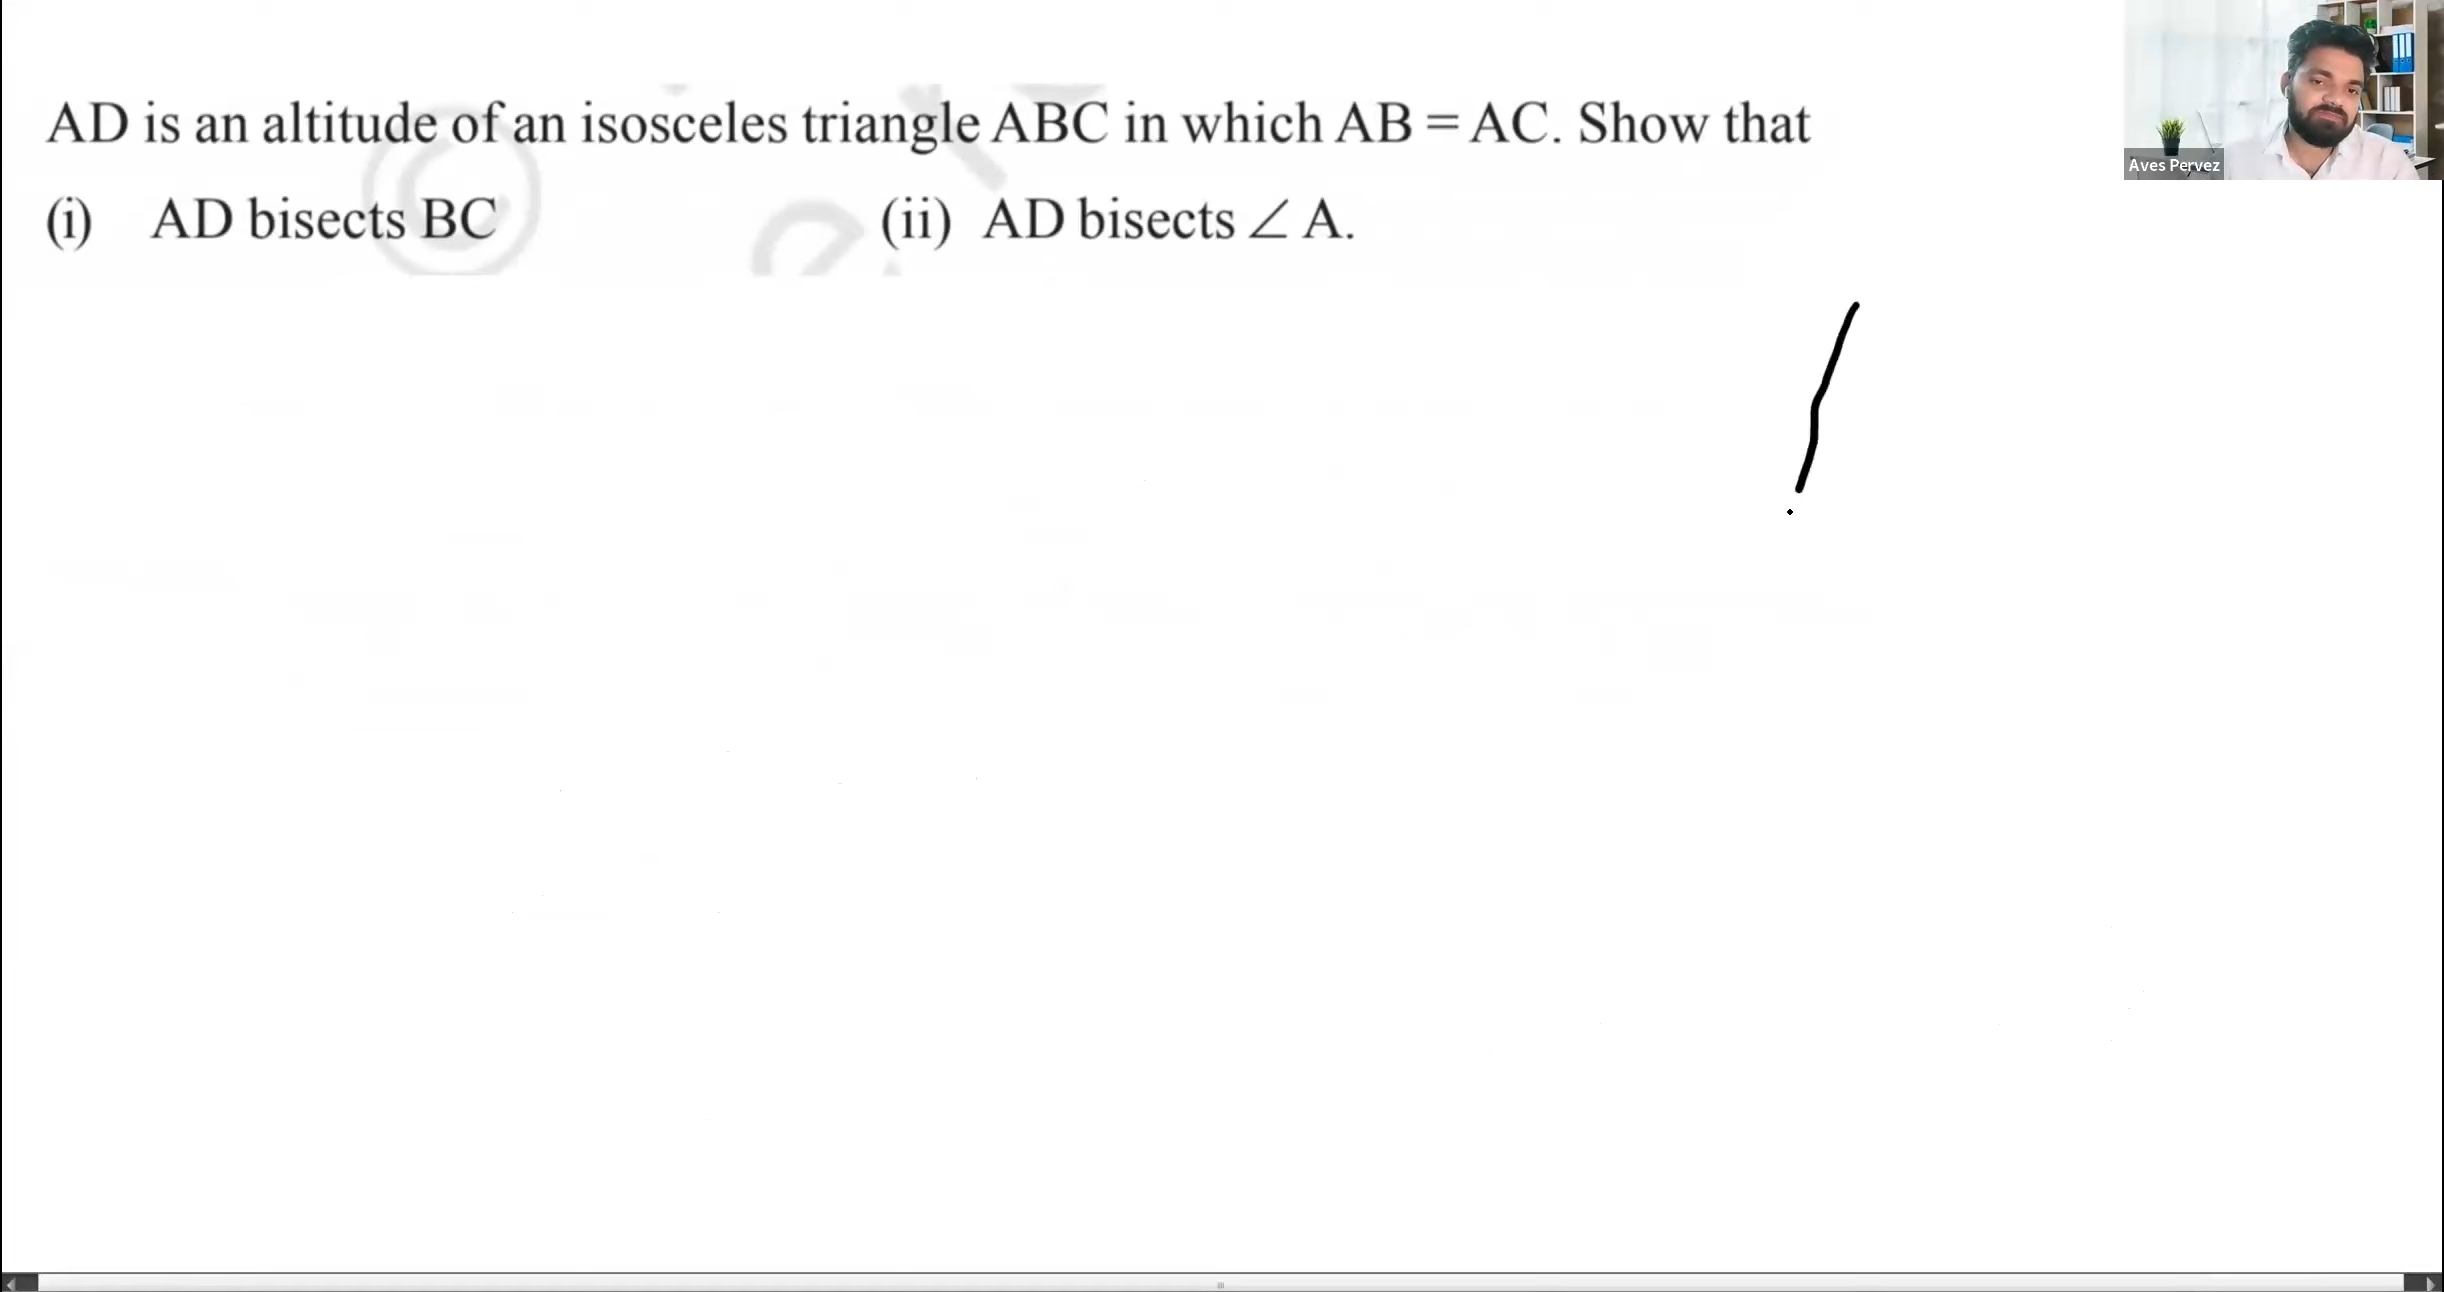 AD is an altitude of an isosceles triangle ABC in which AB = AC. Show that
(i) AD bisects BC (ii) AD bisects ∠ A.
Aves Pervez